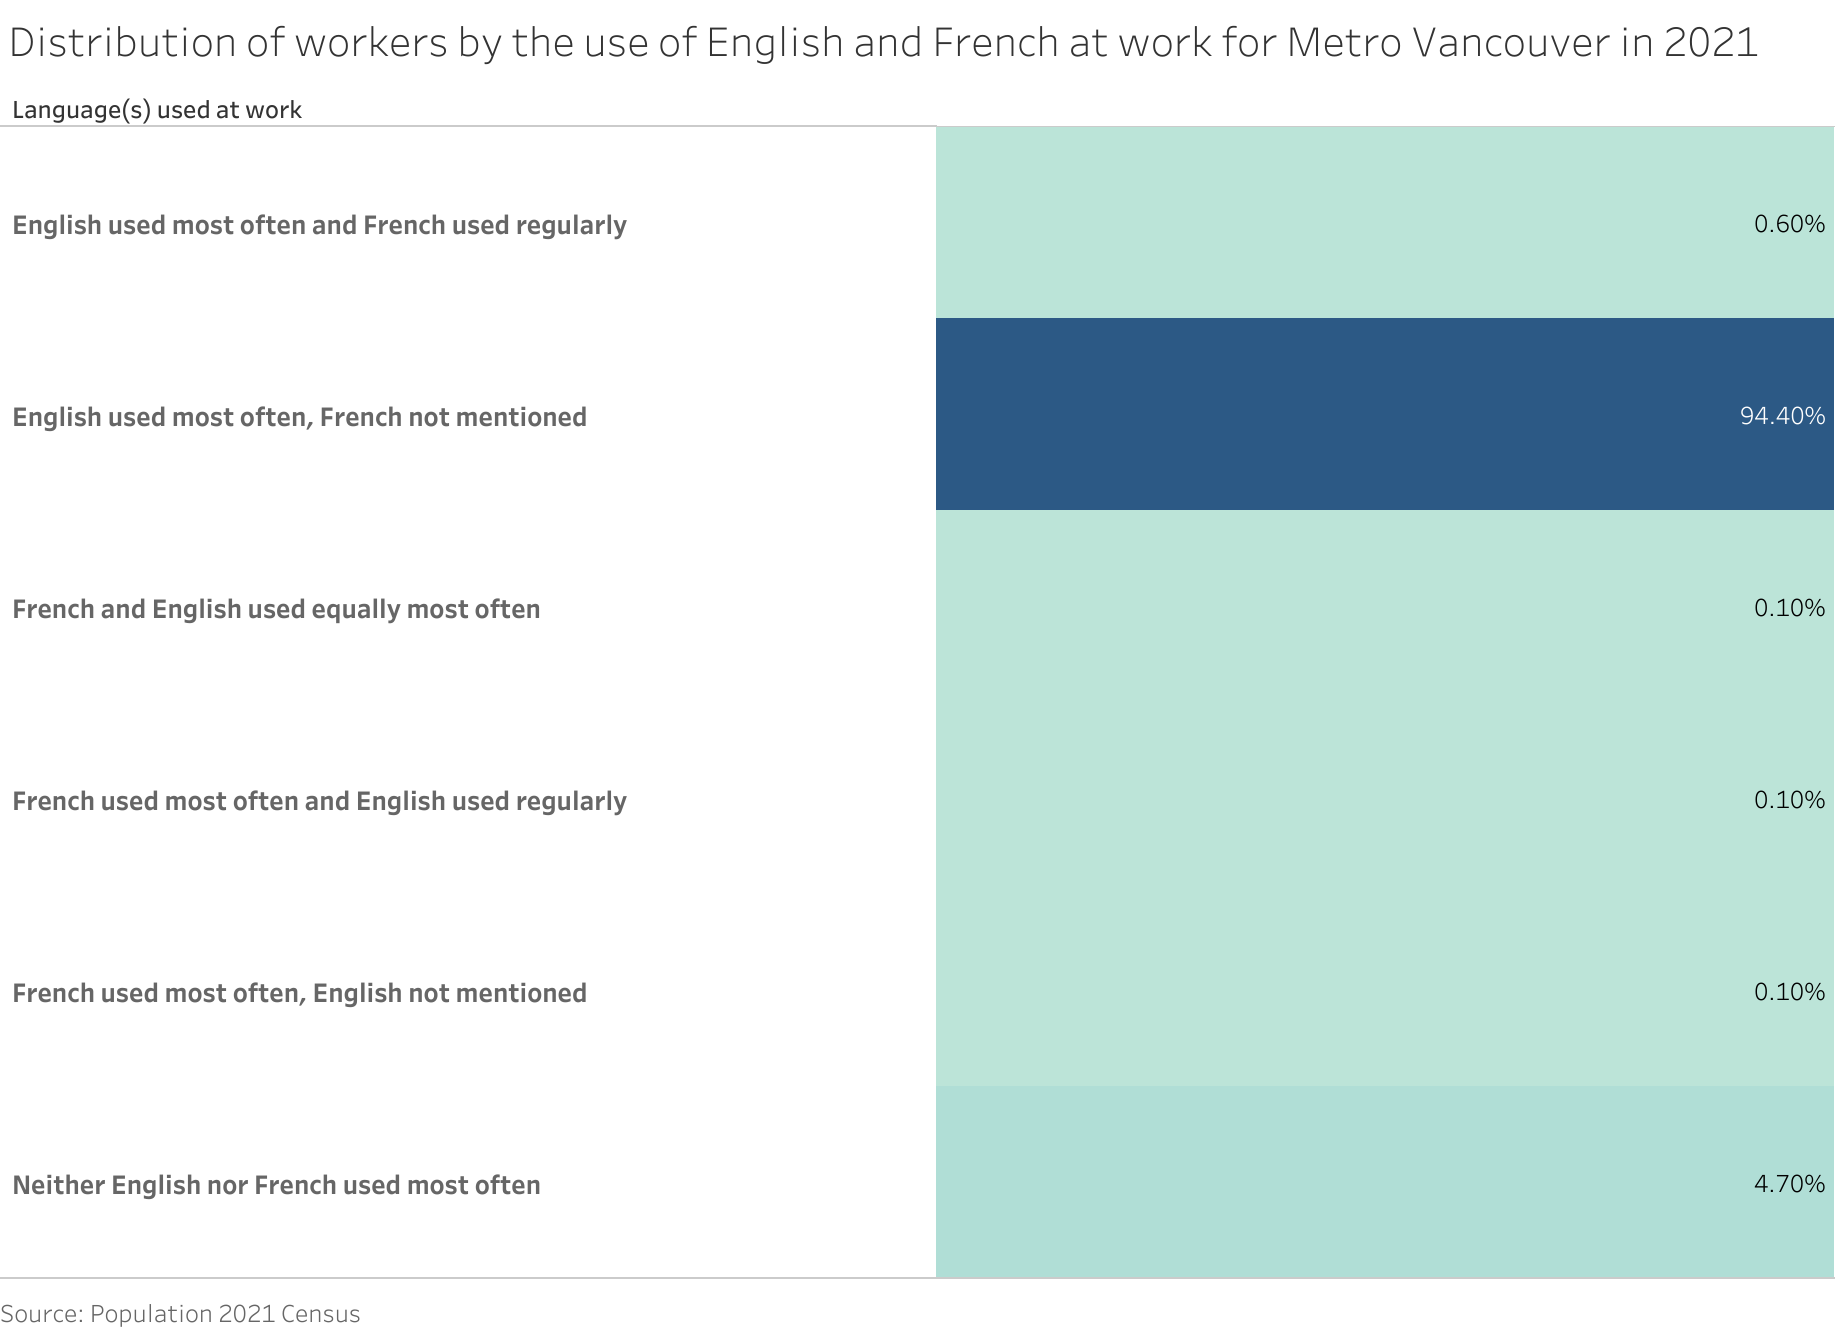 Distribution of workers by the use of English and French at work for Metro Vancouver in 2021
Language(s) used at work
English used most often and French used regularly 0.60%
English used most often, French not mentioned 94.40%
French and English used equally most often 0.10%
French used most often and English used regularly 0.10%
French used most often, English not mentioned 0.10%
Neither English nor French used most often 4.70%
Source: Population 2021 Census